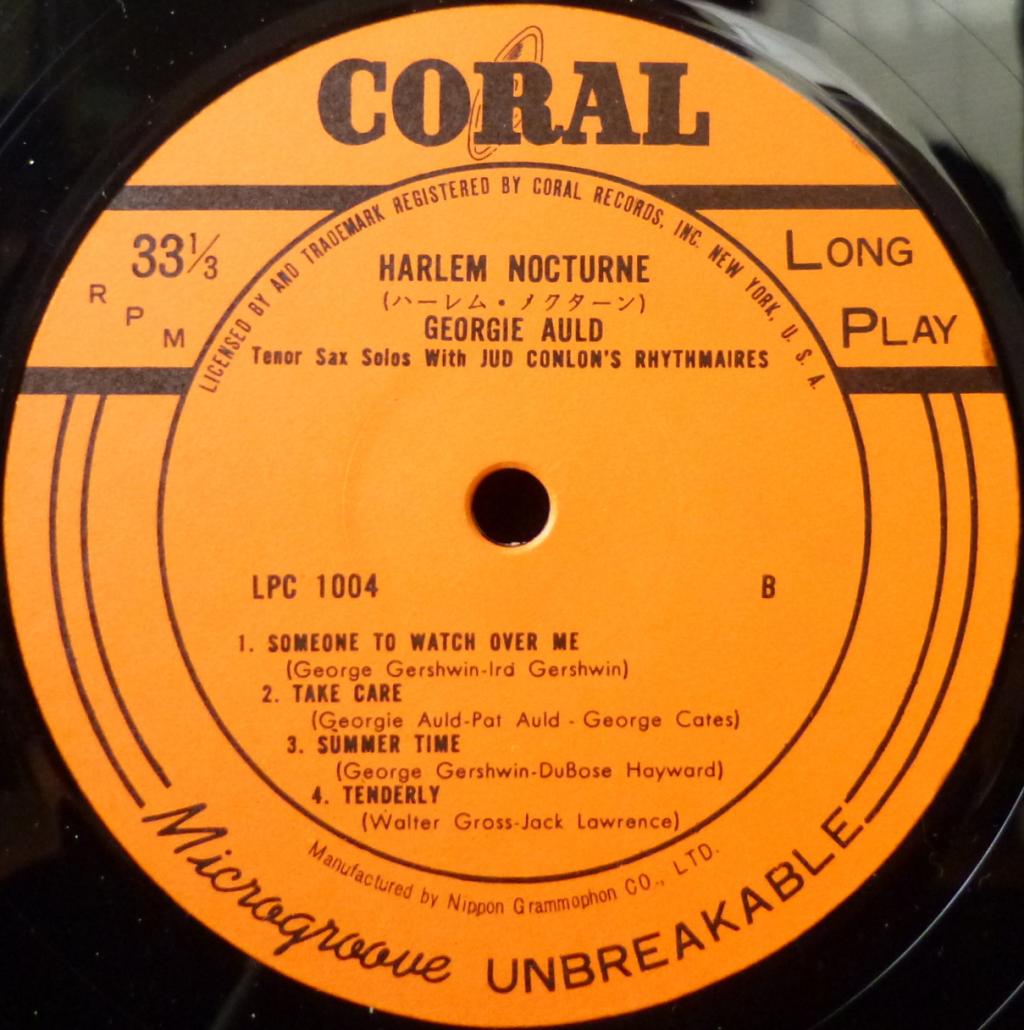 CORAL
LICENSED BY AND TRADEMARK REGISTERED BY CORAL RECORDS, INC. NEW YORK, U. S. A.
33⅓
RPM
LONG
PLAY
HARLEM NOCTURNE
(ハーレム・ノクターン)
GEORGIE AULD
Tenor Sax Solos With JUD CONLON'S RHYTHMAIRES
LPC 1004
B
1. SOMEONE TO WATCH OVER ME
(George Gershwin-Ira Gershwin)
2. TAKE CARE
(Georgie Auld-Pat Auld - George Cates)
3. SUMMER TIME
(George Gershwin-DuBose Hayward)
4. TENDERLY
(Walter Gross-Jack Lawrence)
Manufactured by Nippon Grammophon CO., LTD.
Microgroove UNBREAKABLE